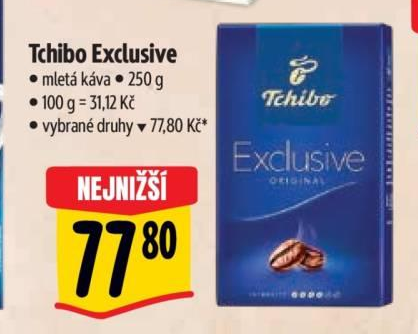 Tchibo Exclusive
• mletá káva • 250 g
• 100 g = 31,12 Kč
• vybrané druhy ▾ 77,80 Kč*
NEJNIŽŠÍ
77 80
Tchibo
Exclusive
ORIGINAL